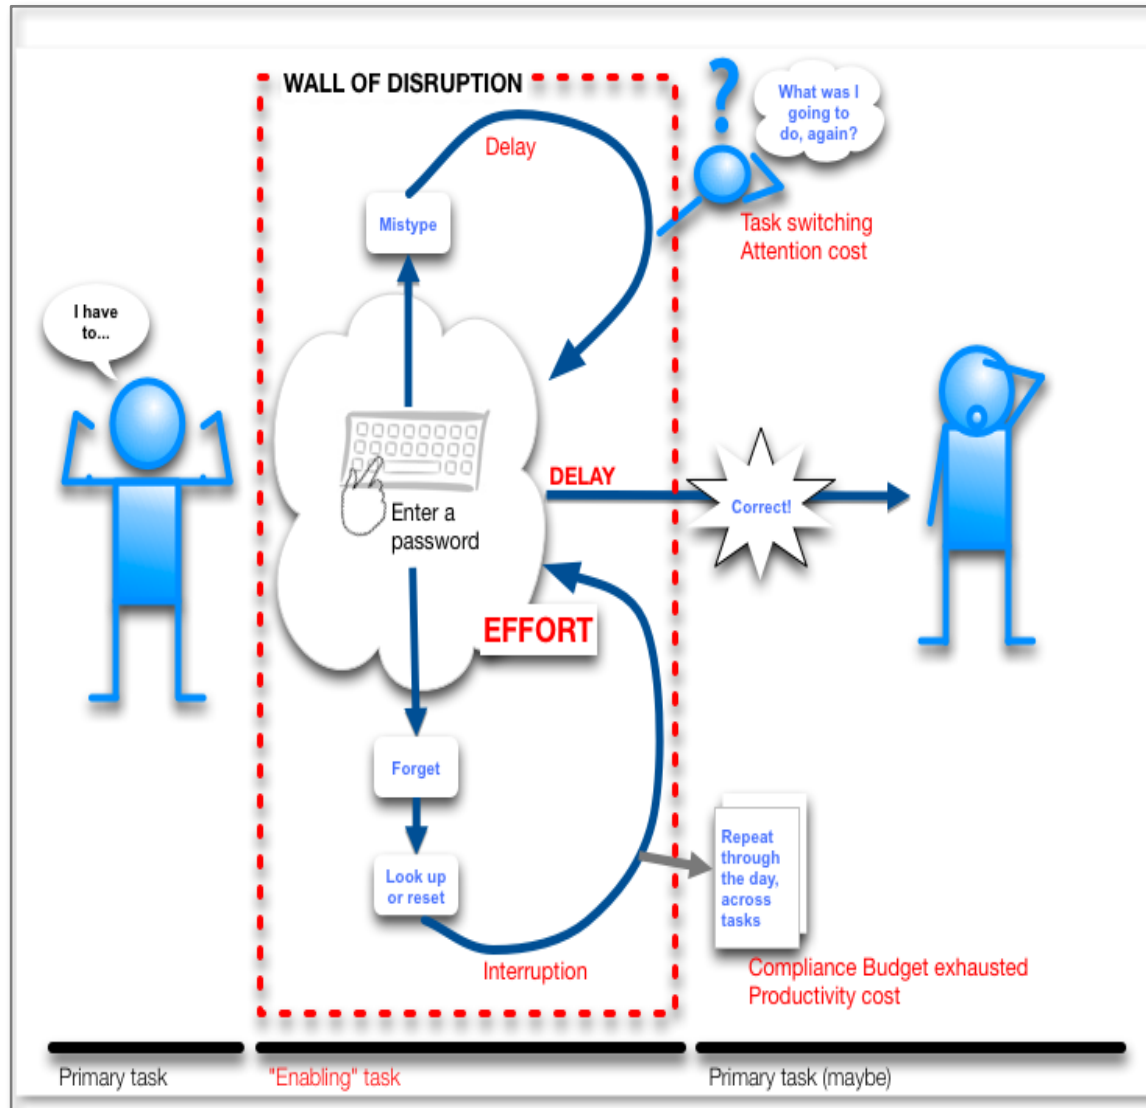 WALL OF DISRUPTION
What was I
going to
do, again?
Delay
Mistype
Task switching
Attention cost
I have
to...
DELAY
Correct!
Enter a
password
EFFORT
Forget
Look up
or reset
Interruption
Repeat
through
the day,
across
tasks
Compliance Budget exhausted
Productivity cost
Primary task
"Enabling" task
Primary task (maybe)